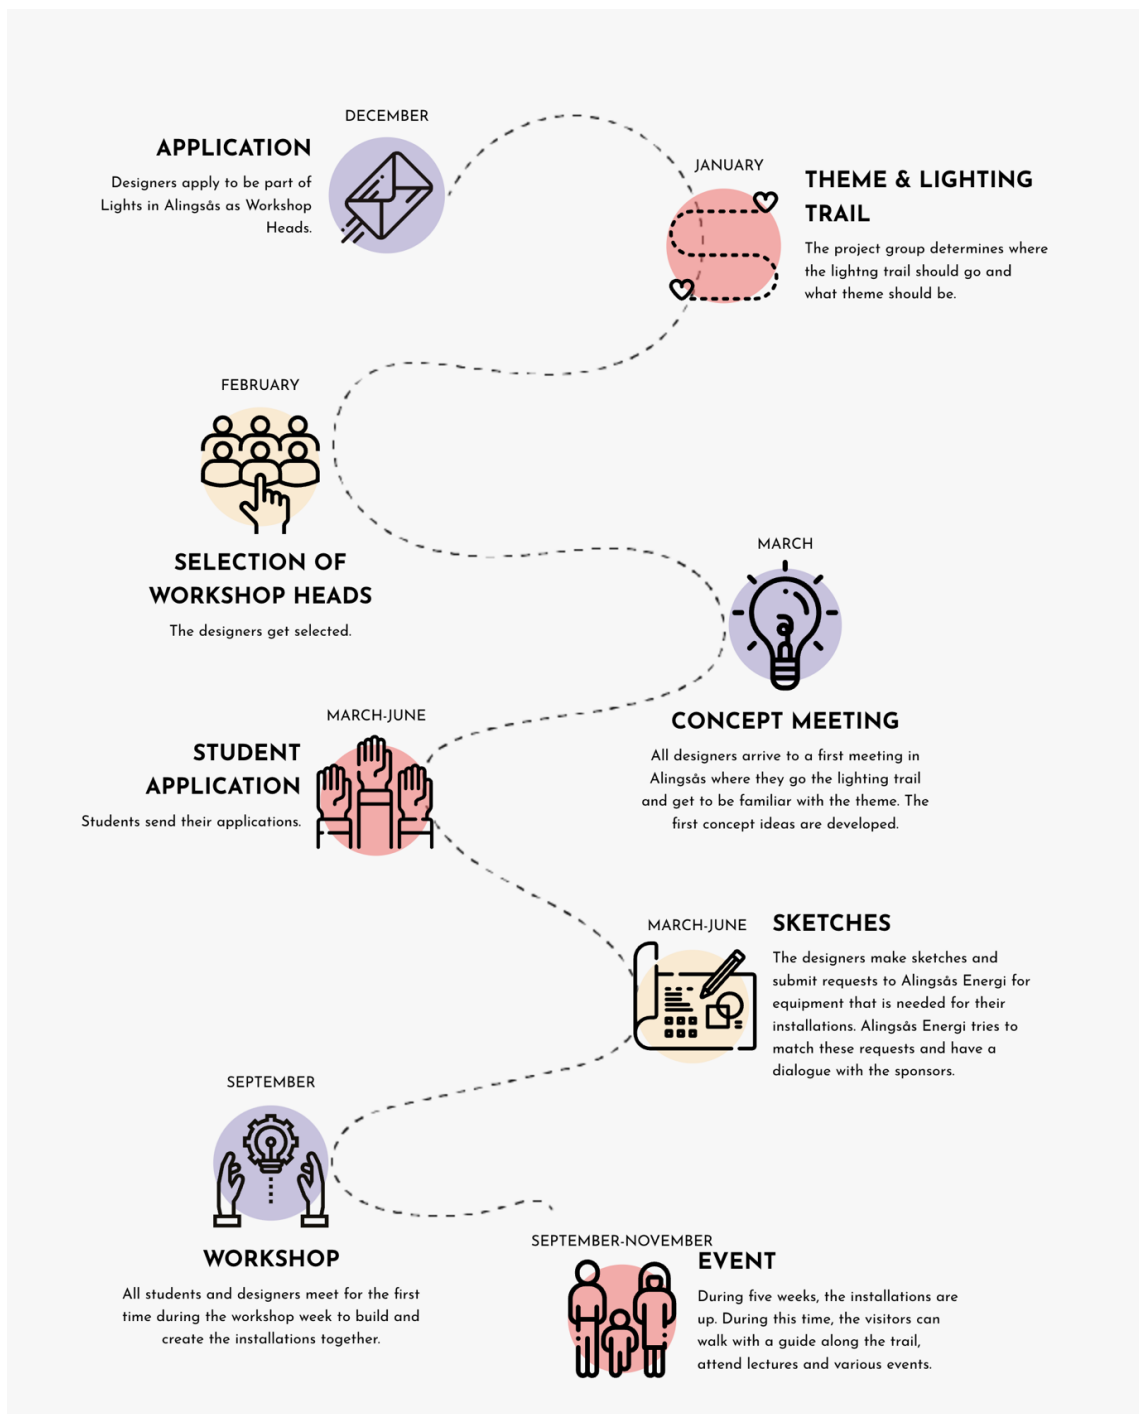 DECEMBER
APPLICATION
Designers apply to be part of
Lights in Alingsås as Workshop
Heads.
JANUARY
THEME & LIGHTING
TRAIL
The project group determines where
the lightng trail should go and
what theme should be.
FEBRUARY
SELECTION OF
WORKSHOP HEADS
The designers get selected.
MARCH
CONCEPT MEETING
All designers arrive to a first meeting in
Alingsås where they go the lighting trail
and get to be familiar with the theme. The
first concept ideas are developed.
MARCH-JUNE
STUDENT
APPLICATION
Students send their applications.
MARCH-JUNE
SKETCHES
The designers make sketches and
submit requests to Alingsås Energi for
equipment that is needed for their
installations. Alingsås Energi tries to
match these requests and have a
dialogue with the sponsors.
SEPTEMBER
WORKSHOP
All students and designers meet for the first
time during the workshop week to build and
create the installations together.
SEPTEMBER-NOVEMBER
EVENT
During five weeks, the installations are
up. During this time, the visitors can
walk with a guide along the trail,
attend lectures and various events.